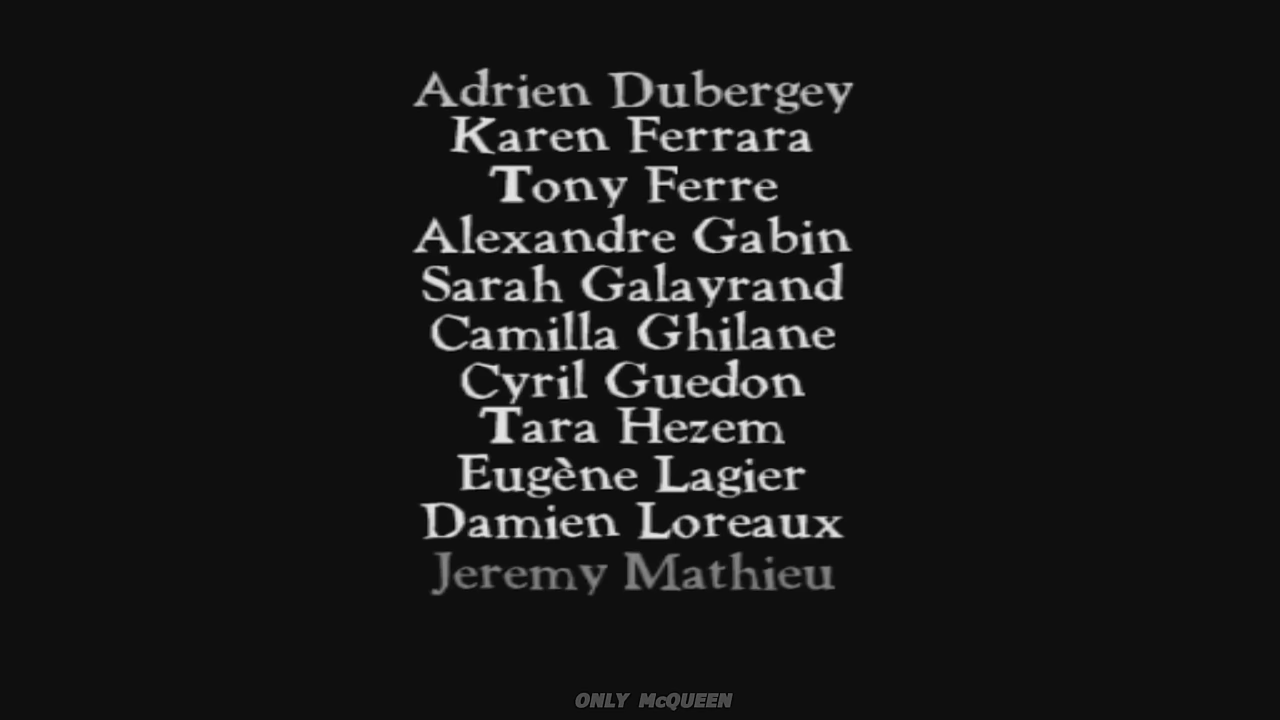 Adrien Dubergey
Karen Ferrara
Tony Ferre
Alexandre Gabin
Sarah Galayrand
Camilla Ghilane
Cyril Guedon
Tara Hezem
Eugène Lagier
Damien Loreaux
Jeremy Mathieu
ONLY McQUEEN